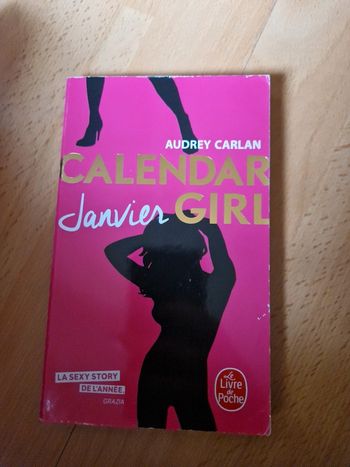 AUDREY CARLAN
CALENDAR
Janvier GIRL
LA SEXY STORY
DE L'ANNÉE.
GRAZIA
Le
Livre
de
Poche